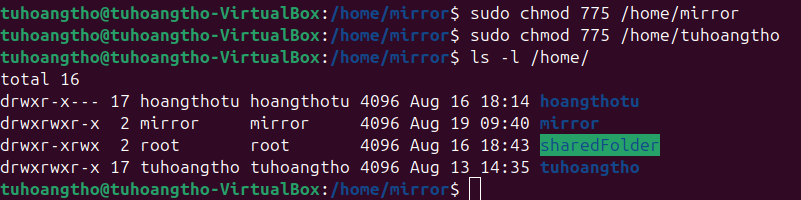 tuhoangtho@tuhoangtho-VirtualBox:/home/mirror$ sudo chmod 775 /home/mirror
tuhoangtho@tuhoangtho-VirtualBox:/home/mirror$ sudo chmod 775 /home/tuhoangtho
tuhoangtho@tuhoangtho-VirtualBox:/home/mirror$ ls -l /home/
total 16
drwxr-x--- 17 hoangthotu hoangthotu 4096 Aug 16 18:14 hoangthotu
drwxrwxr-x  2 mirror     mirror     4096 Aug 19 09:40 mirror
drwxr-xrwx  2 root       root       4096 Aug 16 18:43 sharedFolder
drwxrwxr-x 17 tuhoangtho tuhoangtho 4096 Aug 13 14:35 tuhoangtho
tuhoangtho@tuhoangtho-VirtualBox:/home/mirror$